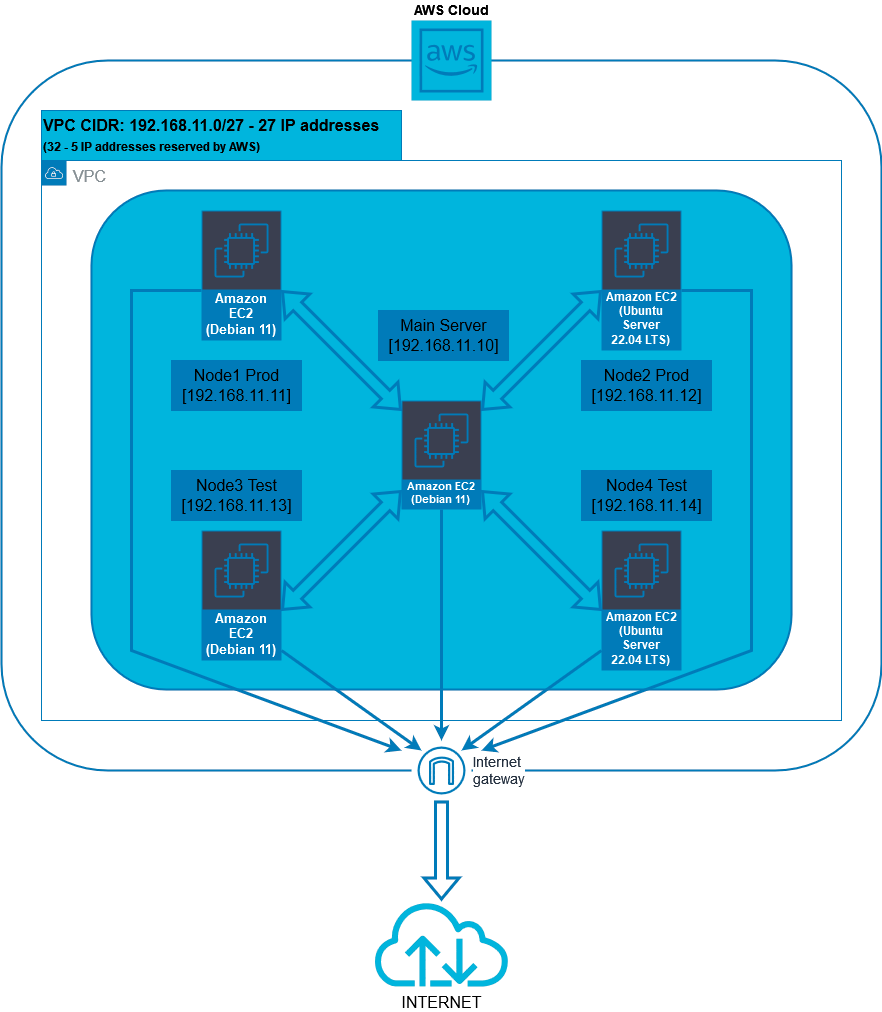 AWS Cloud
aws
VPC CIDR: 192.168.11.0/27 - 27 IP addresses
(32 - 5 IP addresses reserved by AWS)
VPC
Amazon
EC2
(Debian 11)
Amazon EC2
(Ubuntu
Server
22.04 LTS)
Main Server
[192.168.11.10]
Node1 Prod
[192.168.11.11]
Node2 Prod
[192.168.11.12]
Amazon EC2
(Debian 11)
Node3 Test
[192.168.11.13]
Node4 Test
[192.168.11.14]
Amazon
EC2
(Debian 11)
Amazon EC2
(Ubuntu
Server
22.04 LTS)
Internet
gateway
INTERNET